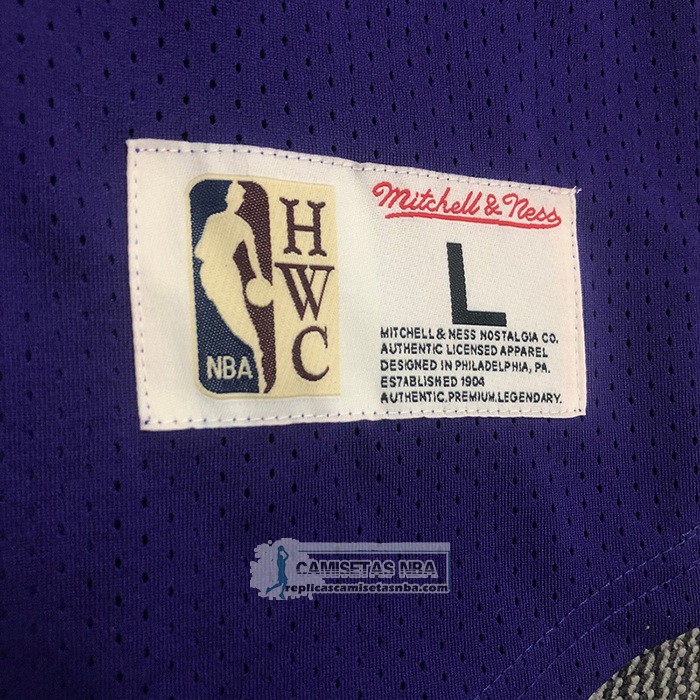 NBA
H
W
C
Mitchell & Ness
L
MITCHELL & NESS NOSTALGIA CO.
AUTHENTIC LICENSED APPAREL
DESIGNED IN PHILADELPHIA, PA.
ESTABLISHED 1904
AUTHENTIC.PREMIUM.LEGENDARY.
CAMISETAS NBA
replicascamisetasnba.com